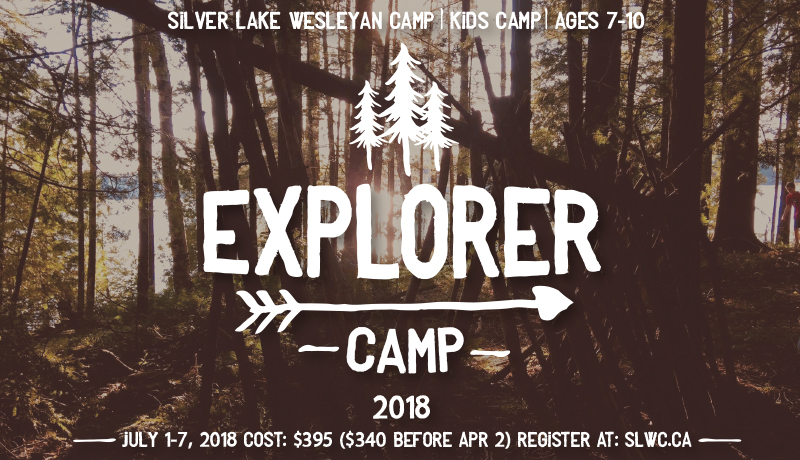 SILVER LAKE WESLEYAN CAMP | KIDS CAMP | AGES 7-10
EXPLORER
CAMP
2018
JULY 1-7, 2018 COST: $395 ($340 BEFORE APR 2) REGISTER AT: SLWC.CA